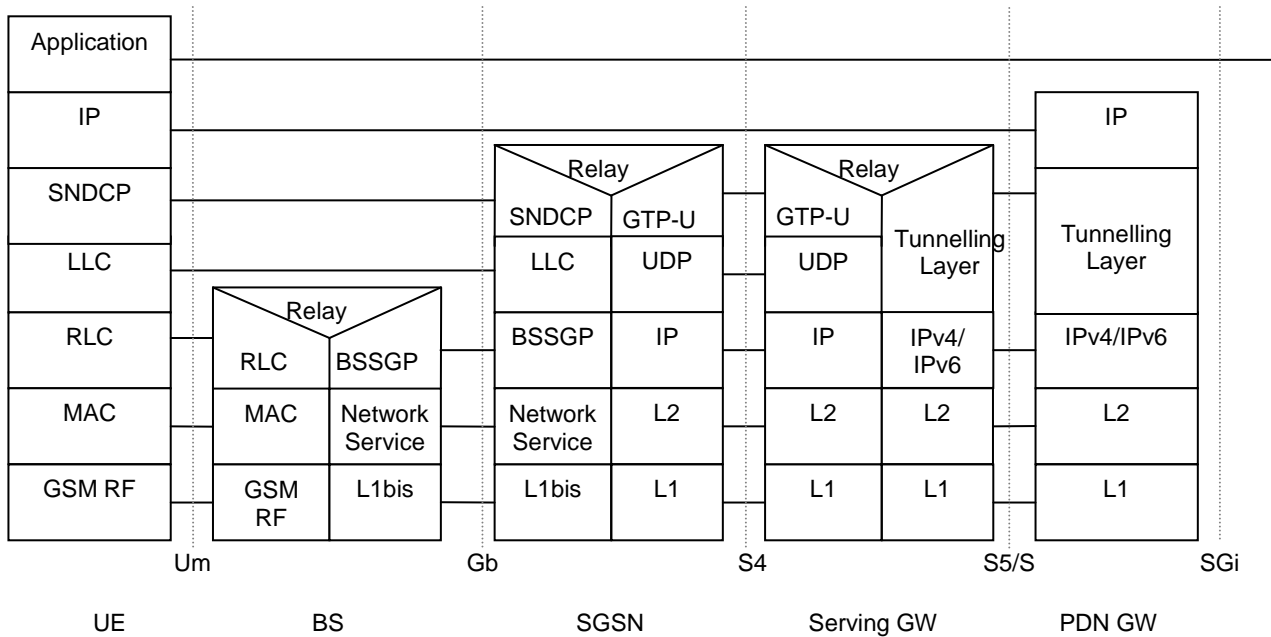 Application
IP
IP
Relay
Relay
SNDCP
SNDCP
GTP-U
GTP-U
Tunnelling
Layer
Tunnelling
Layer
LLC
LLC
UDP
UDP
Relay
RLC
RLC
BSSGP
BSSGP
IP
IP
IPv4/
IPv6
IPv4/IPv6
MAC
MAC
Network
Service
Network
Service
L2
L2
L2
L2
GSM RF
GSM
RF
L1bis
L1bis
L1
L1
L1
L1
Um
Gb
S4
S5/S
SGi
UE
BS
SGSN
Serving GW
PDN GW